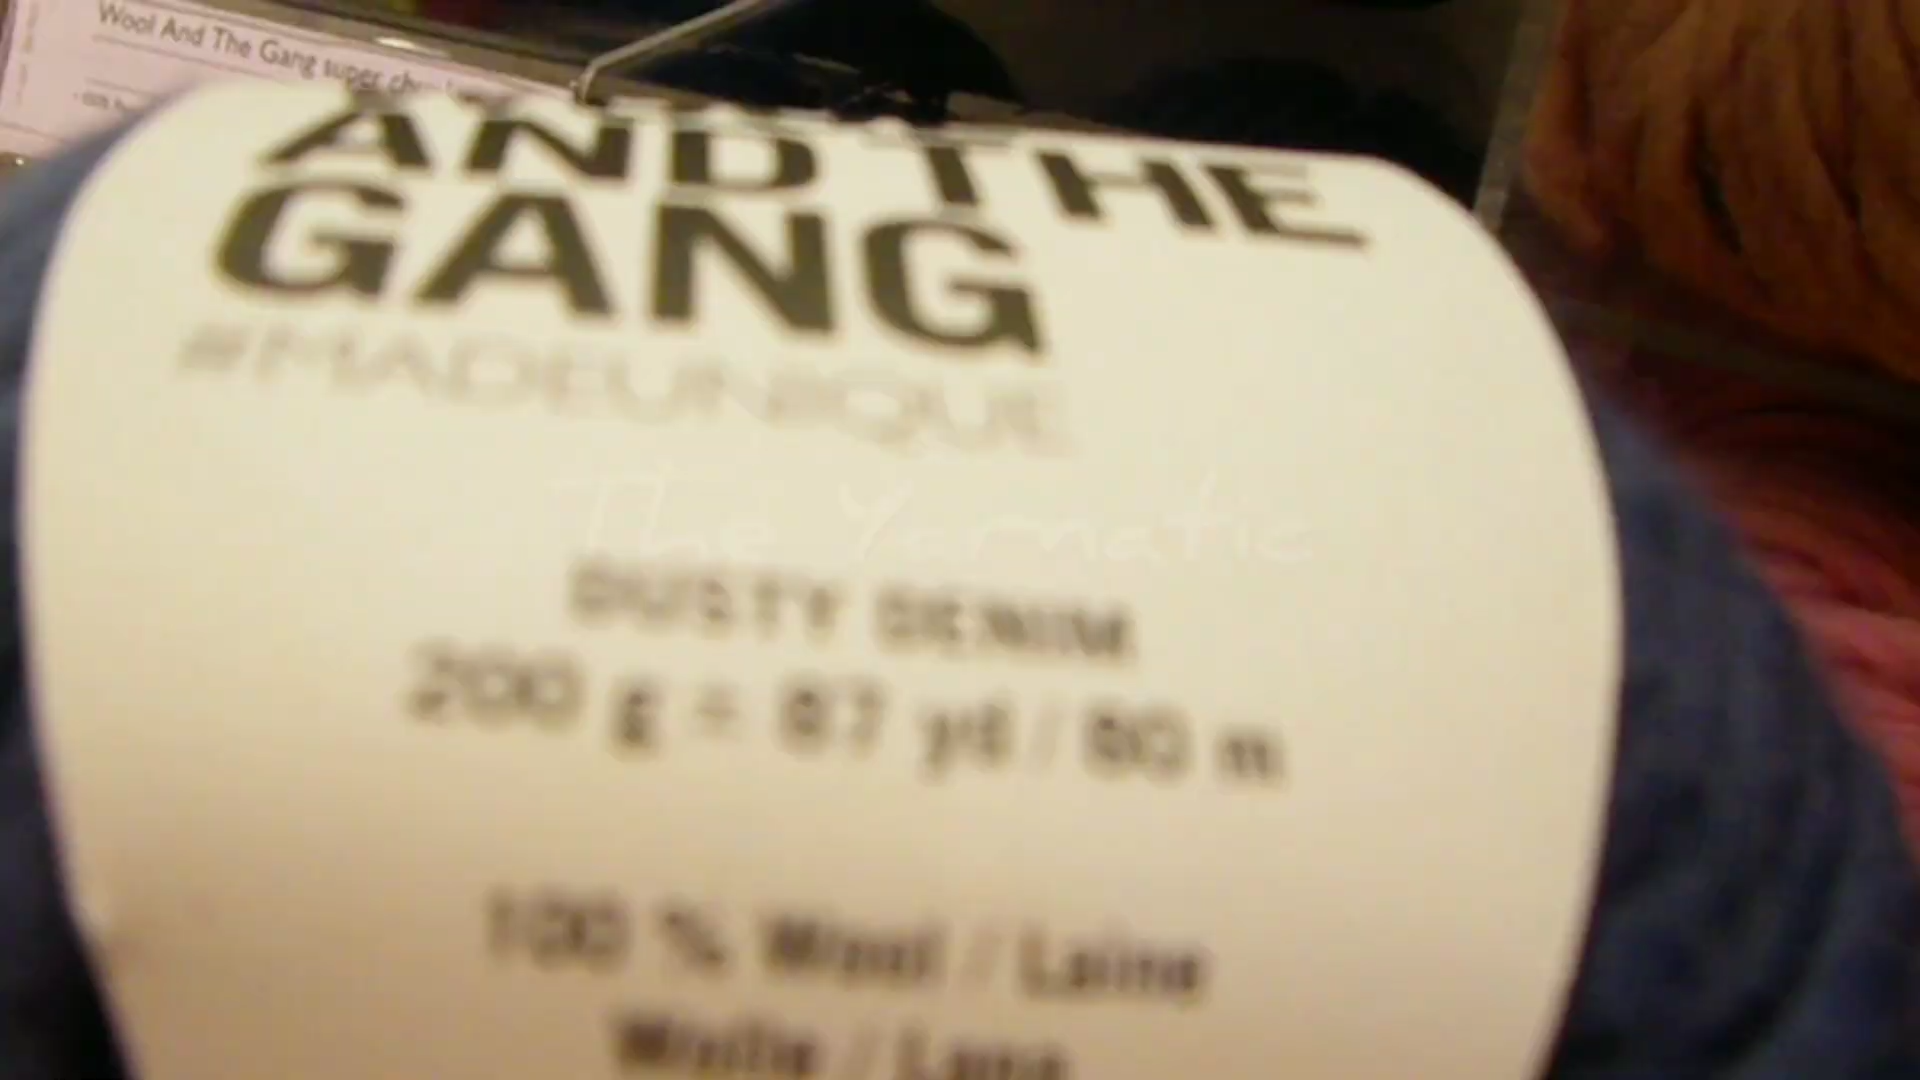 Wool And The Gang super
AND THE
GANG
#MADEUNIQUE
The Yarnatic
DUSTY DENIM
200 g = 87 yd / 80 m
100 % Wool / Laine
Wolle / Lana